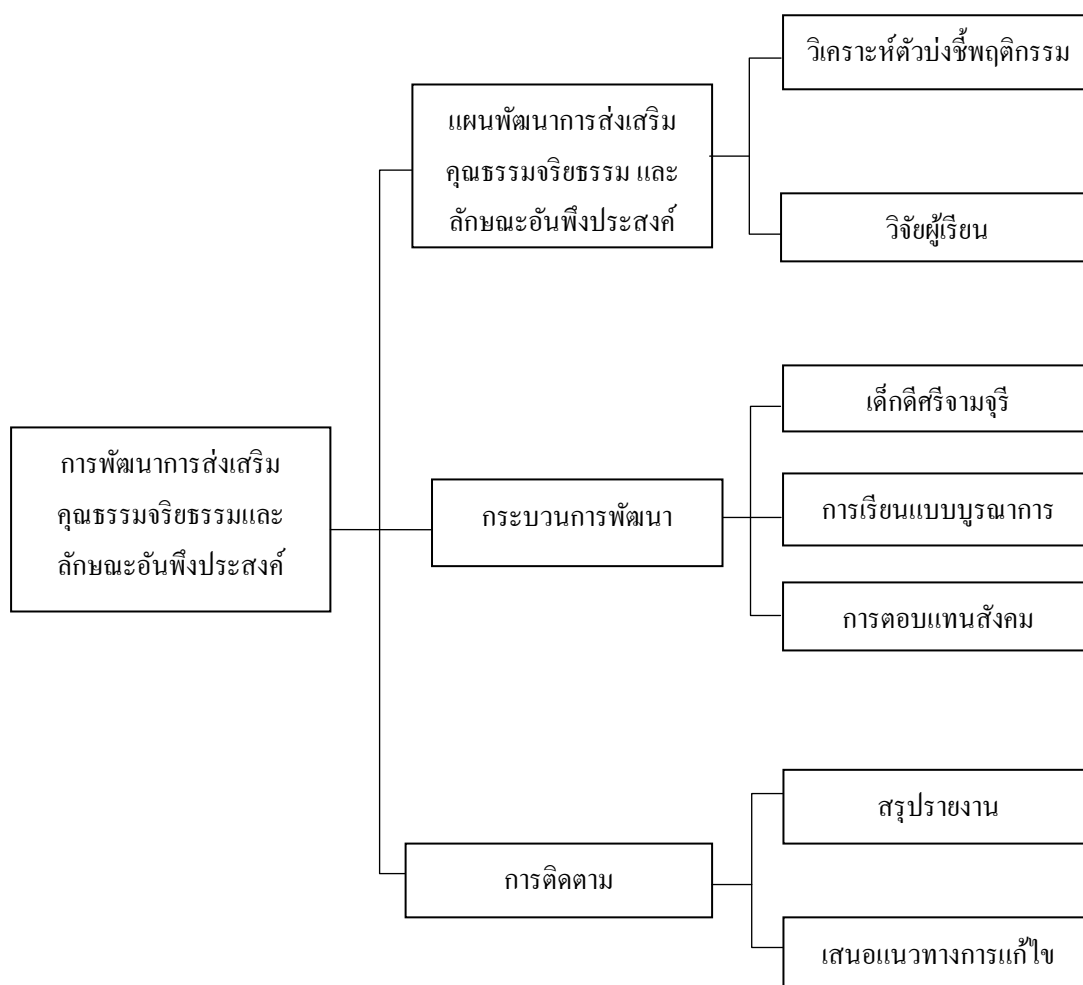 วิเคราะห์ตัวบ่งชี้พฤติกรรม
แผนพัฒนาการส่งเสริม
คุณธรรมจริยธรรม และ
ลักษณะอันพึงประสงค์
วิจัยผู้เรียน
เด็กดีศรีจามจุรี
การพัฒนาการส่งเสริม
คุณธรรมจริยธรรมและ
ลักษณะอันพึงประสงค์
กระบวนการพัฒนา
การเรียนแบบบูรณาการ
การตอบแทนสังคม
สรุปรายงาน
การติดตาม
เสนอแนวทางการแก้ไข